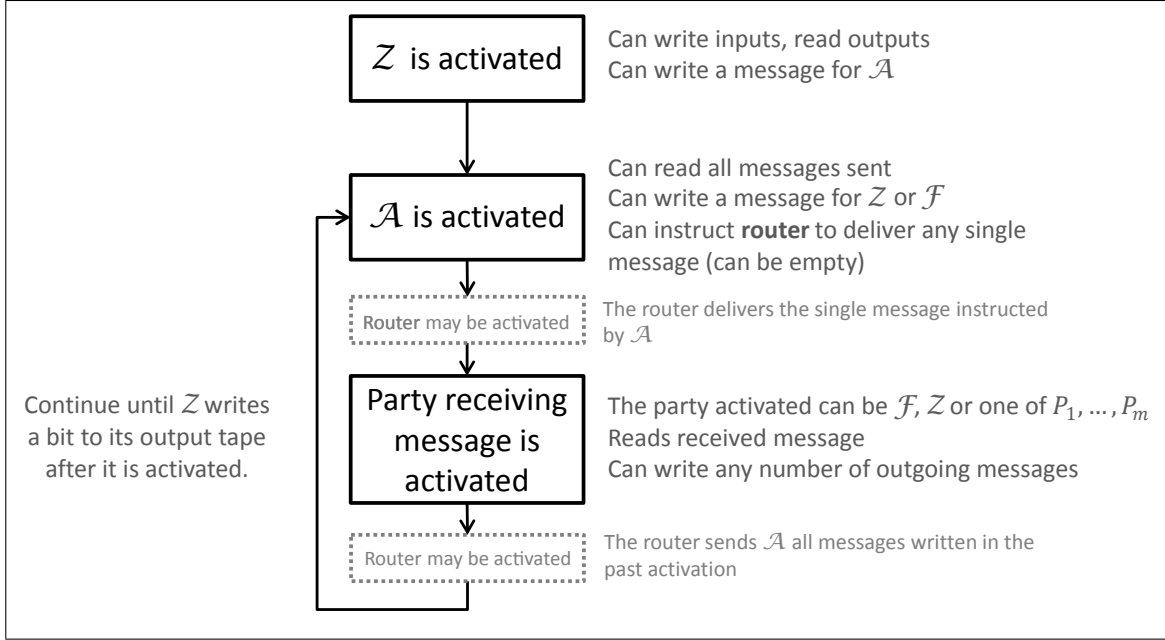 𝒵 is activated
Can write inputs, read outputs
Can write a message for 𝒜
𝒜 is activated
Can read all messages sent
Can write a message for 𝒵 or ℱ
Can instruct router to deliver any single
message (can be empty)
Router may be activated
The router delivers the single message instructed
by 𝒜
Continue until 𝒵 writes
a bit to its output tape
after it is activated.
Party receiving
message is
activated
The party activated can be ℱ, 𝒵 or one of 𝑃₁, … , 𝑃ₘ
Reads received message
Can write any number of outgoing messages
Router may be activated
The router sends 𝒜 all messages written in the
past activation